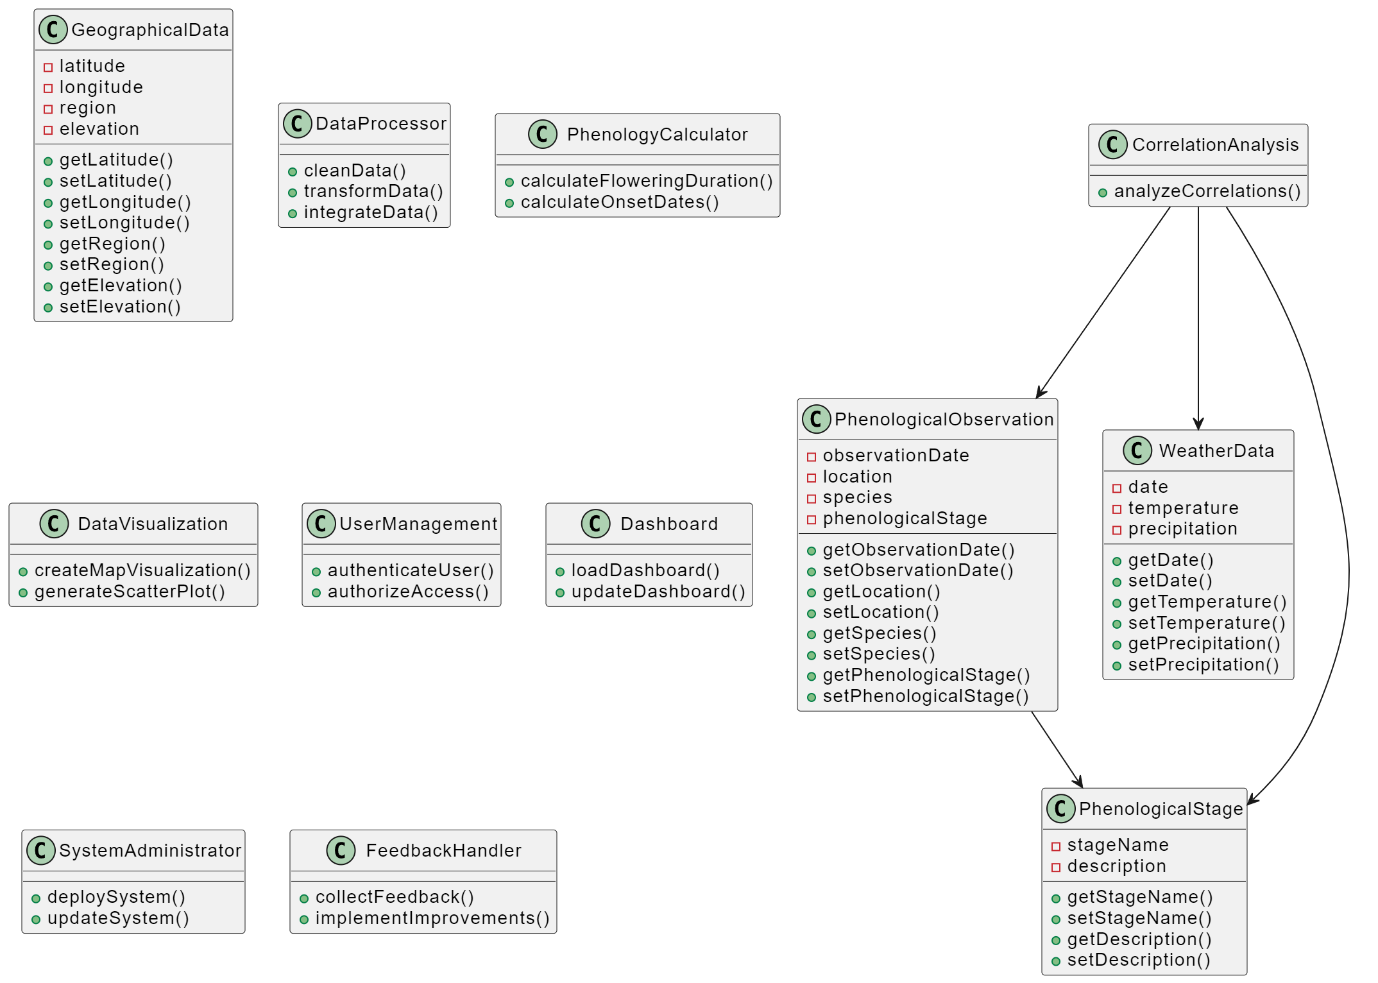 C GeographicalData
latitude
longitude
region
elevation
getLatitude()
setLatitude()
getLongitude()
setLongitude()
getRegion()
setRegion()
getElevation()
setElevation()
C DataProcessor
cleanData()
transformData()
integrateData()
C PhenologyCalculator
calculateFloweringDuration()
calculateOnsetDates()
C CorrelationAnalysis
analyzeCorrelations()
C DataVisualization
createMapVisualization()
generateScatterPlot()
C UserManagement
authenticateUser()
authorizeAccess()
C Dashboard
loadDashboard()
updateDashboard()
C PhenologicalObservation
observationDate
location
species
phenologicalStage
getObservationDate()
setObservationDate()
getLocation()
setLocation()
getSpecies()
setSpecies()
getPhenologicalStage()
setPhenologicalStage()
C WeatherData
date
temperature
precipitation
getDate()
setDate()
getTemperature()
setTemperature()
getPrecipitation()
setPrecipitation()
C SystemAdministrator
deploySystem()
updateSystem()
C FeedbackHandler
collectFeedback()
implementImprovements()
C PhenologicalStage
stageName
description
getStageName()
setStageName()
getDescription()
setDescription()